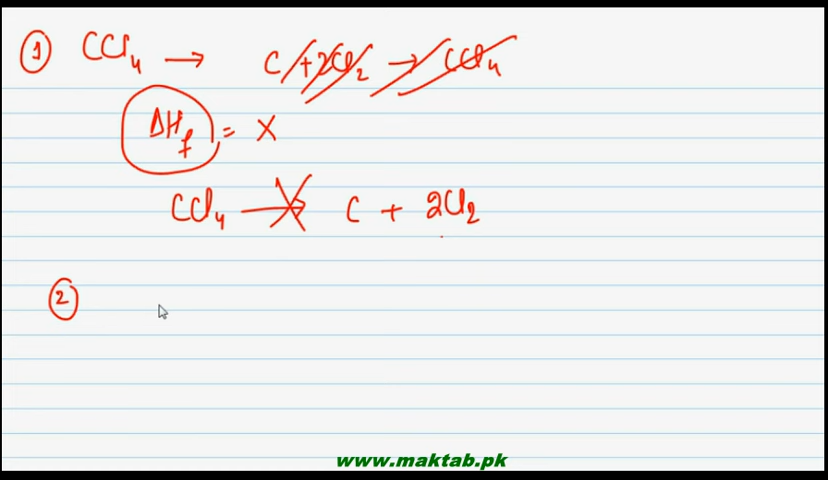 1 CCl₄ → C + 2Cl₂ → CCl₄
ΔHf = X
CCl₄ → C + 2Cl₂
2
www.maktab.pk